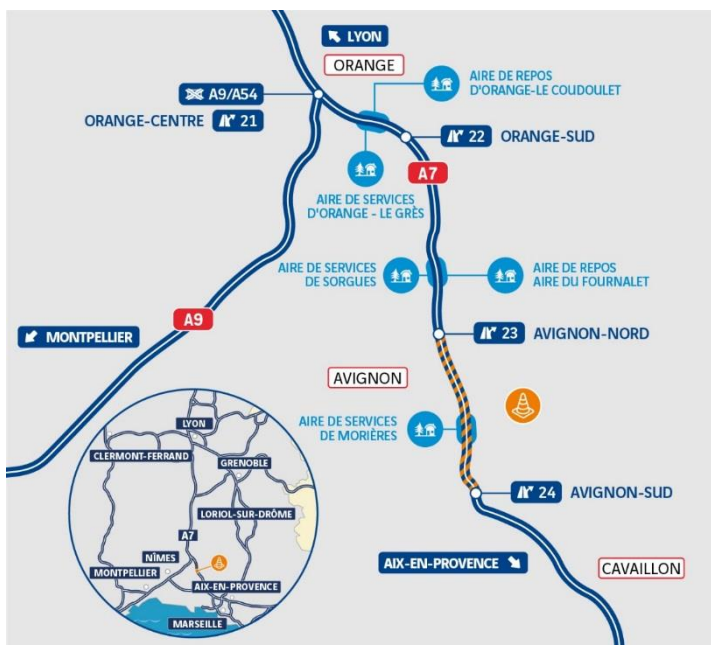 LYON
ORANGE
A9/A54
ORANGE-CENTRE 21
AIRE DE REPOS
D'ORANGE-LE COUDOULET
22 ORANGE-SUD
A7
AIRE DE SERVICES
D'ORANGE - LE GRÈS
AIRE DE SERVICES
DE SORGUES
AIRE DE REPOS
AIRE DU FOURNALET
A9
MONTPELLIER
23 AVIGNON-NORD
AVIGNON
AIRE DE SERVICES
DE MORIÈRES
24 AVIGNON-SUD
AIX-EN-PROVENCE
CAVAILLON
LYON
CLERMONT-FERRAND
GRENOBLE
LORIOL-SUR-DRÔME
A7
NÎMES
MONTPELLIER
AIX-EN-PROVENCE
MARSEILLE